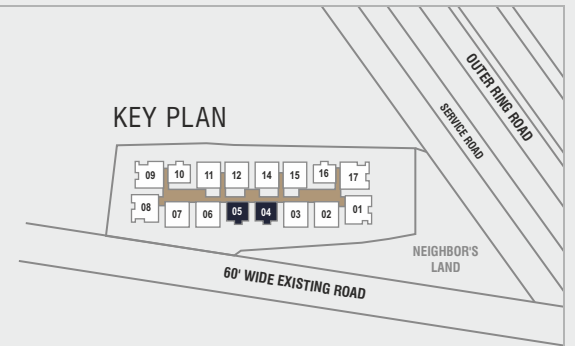 OUTER RING ROAD
SERVICE ROAD
KEY PLAN
09 10 11 12 14 15 16 17
08 07 06 05 04 03 02 01
NEIGHBOR'S
LAND
60' WIDE EXISTING ROAD